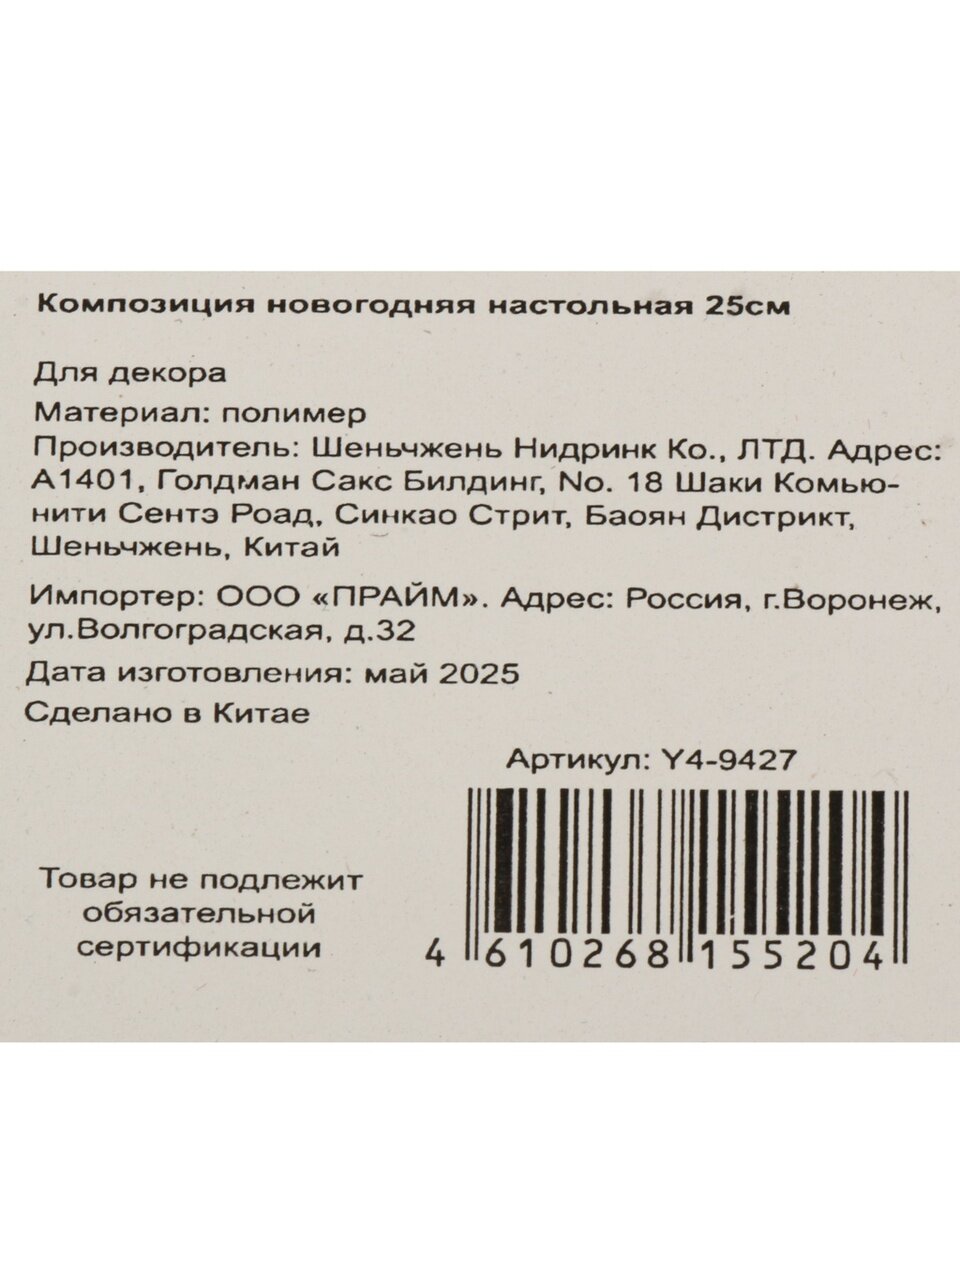 Композиция новогодняя настольная 25см
Для декора
Материал: полимер
Производитель: Шеньчжень Нидринк Ко., ЛТД. Адрес:
А1401, Голдман Сакс Билдинг, No. 18 Шаки Комью-
нити Сентэ Роад, Синкао Стрит, Баоян Дистрикт,
Шеньчжень, Китай
Импортер: ООО «ПРАЙМ». Адрес: Россия, г.Воронеж,
ул.Волгоградская, д.32
Дата изготовления: май 2025
Сделано в Китае
Артикул: Y4-9427
Товар не подлежит
обязательной
сертификации
4 610268 155204